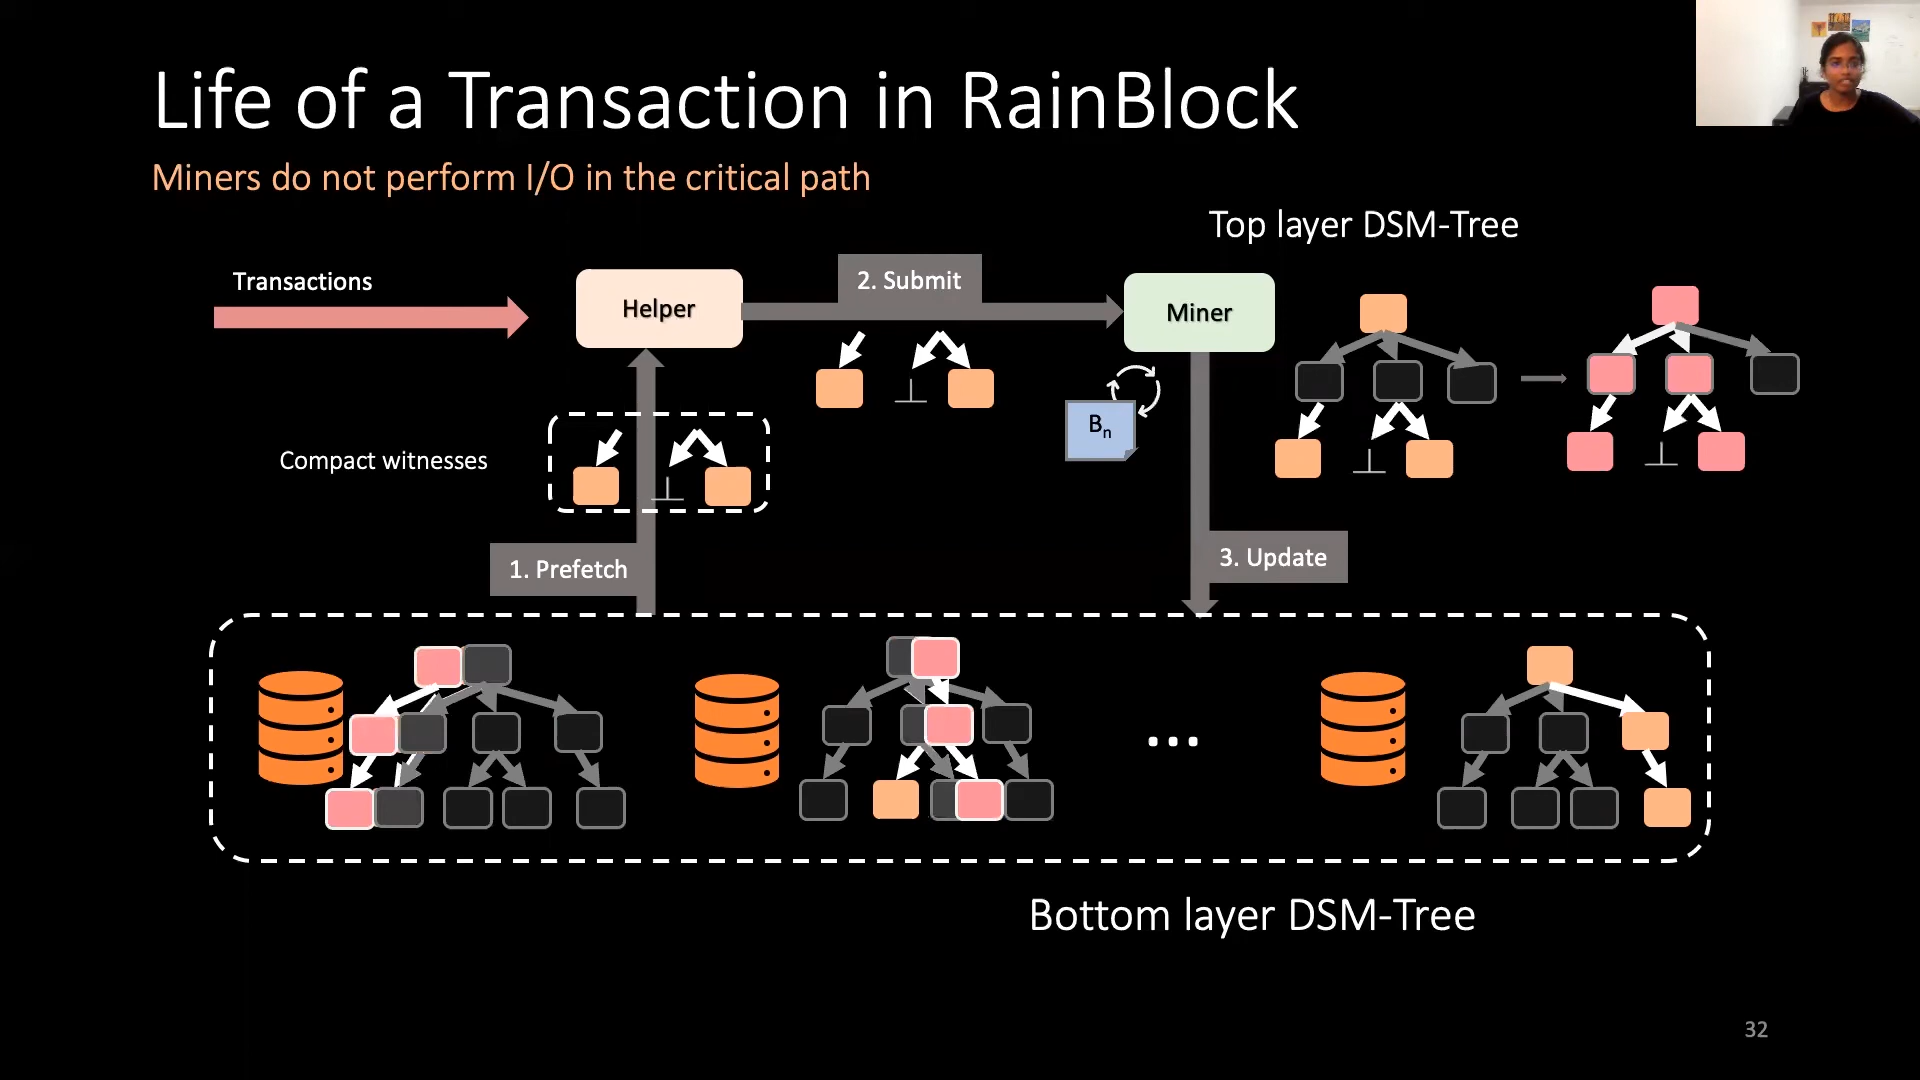 Life of a Transaction in RainBlock
Miners do not perform I/O in the critical path
Top layer DSM-Tree
Transactions
Helper
2. Submit
Miner
Bn
Compact witnesses
1. Prefetch
3. Update
...
Bottom layer DSM-Tree
32